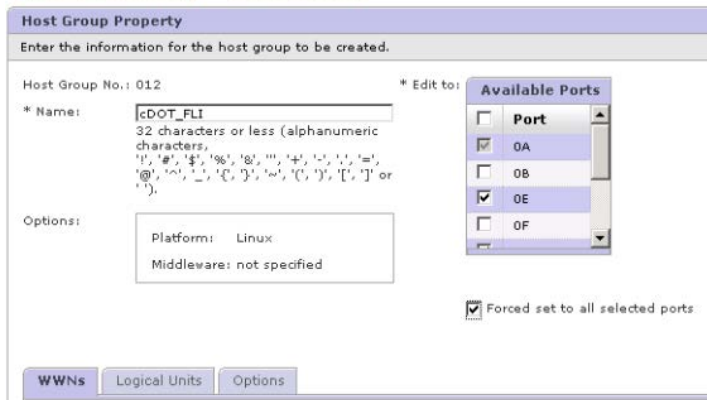 Host Group Property
Enter the information for the host group to be created.
Host Group No.: 012
* Name:
cDOT_FLI
32 characters or less (alphanumeric
characters,
'!', '#', '$', '%', '&', ''', '+', '-', '.', '=',
'@', '^', '_', '{', '}', '~', '(', ')', '[', ']' or
' ').
Options:
Platform: Linux
Middleware: not specified
* Edit to:
Available Ports
Port
0A
0B
0E
0F
Forced set to all selected ports
WWNs
Logical Units
Options